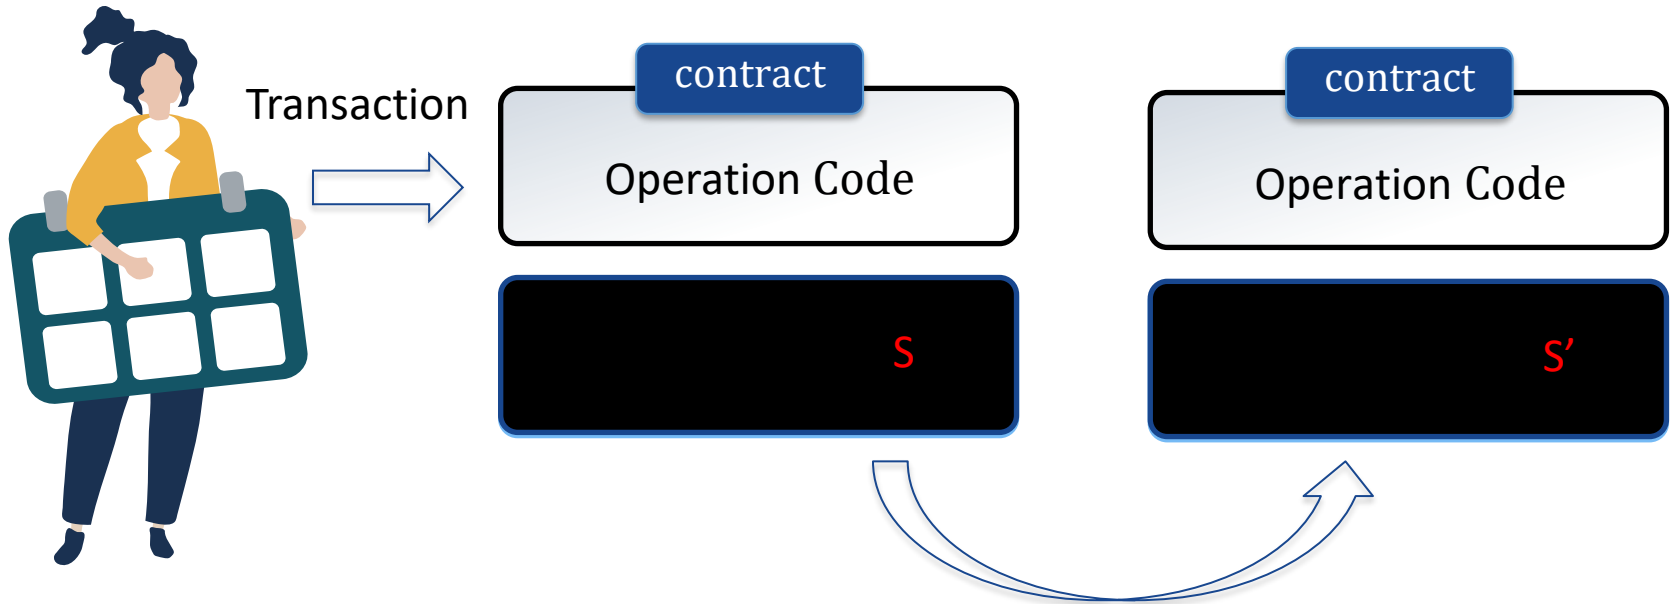 Transaction
contract
Operation Code
S
contract
Operation Code
S’